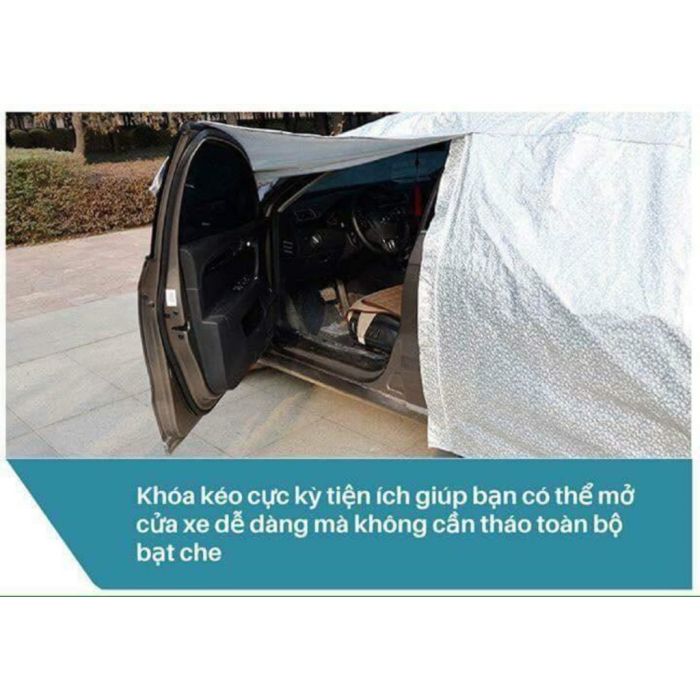 Khóa kéo cực kỳ tiện ích giúp bạn có thể mở
cửa xe dễ dàng mà không cần tháo toàn bộ
bạt che